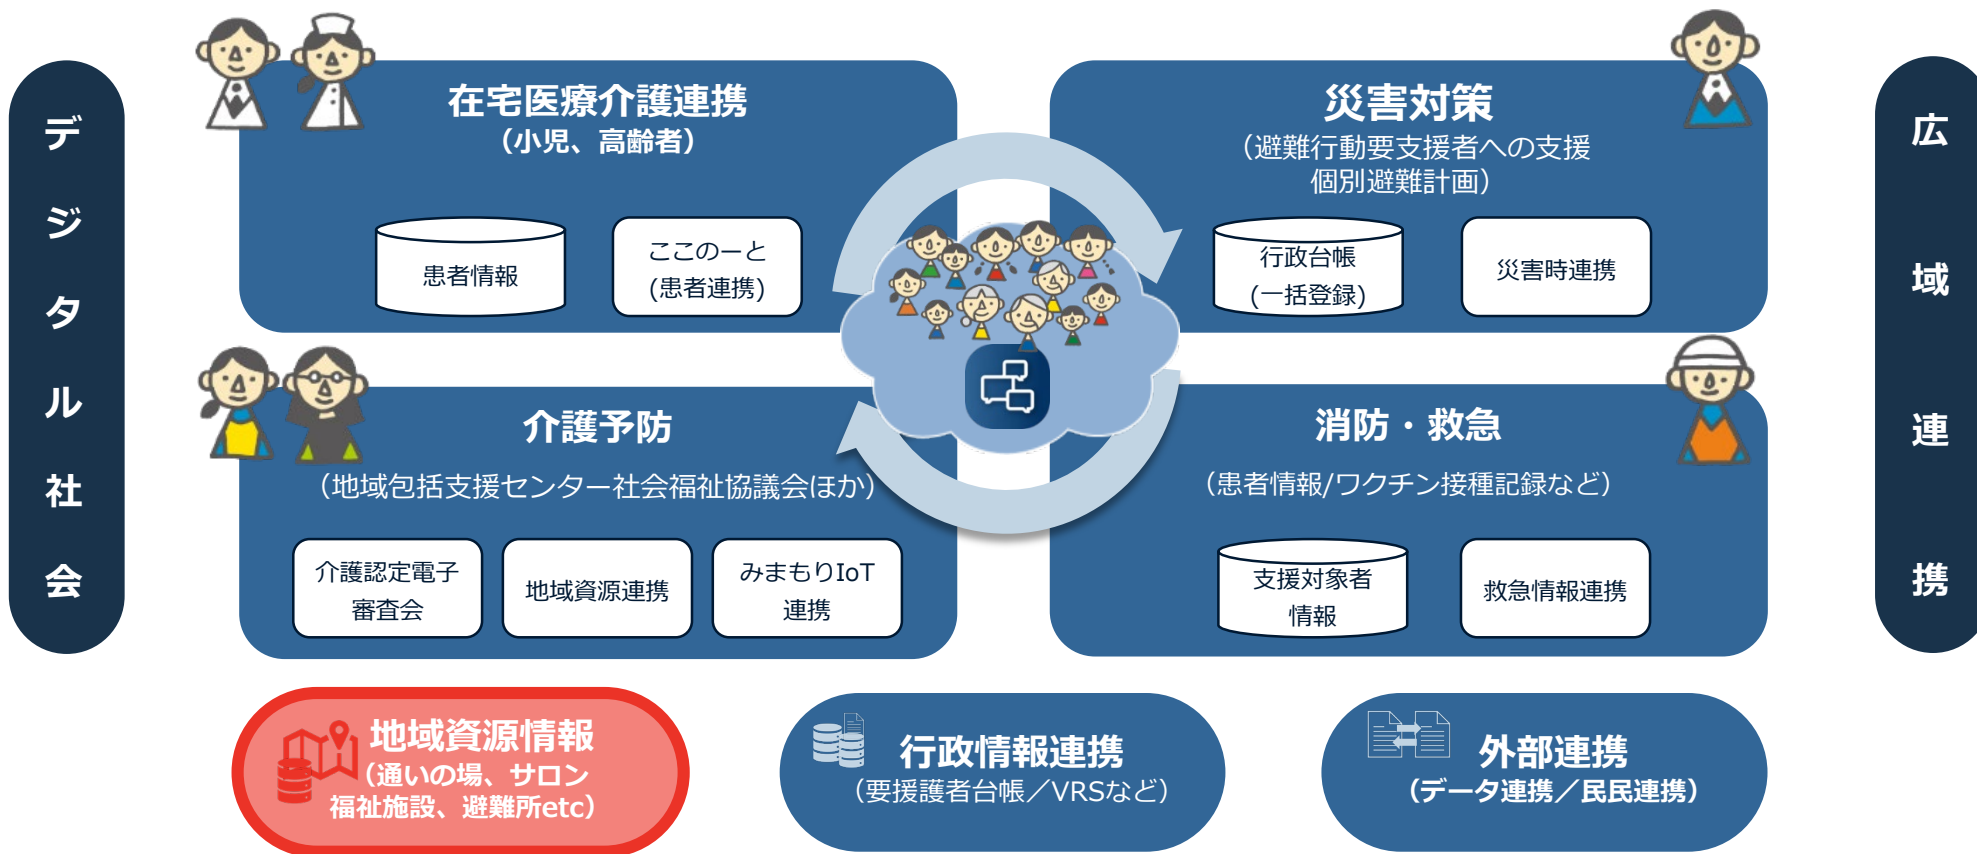 デジタル社会
在宅医療介護連携
（小児、高齢者）
患者情報
ここのーと
(患者連携)
災害対策
（避難行動要支援者への支援
個別避難計画）
行政台帳
(一括登録)
災害時連携
介護予防
（地域包括支援センター社会福祉協議会ほか）
介護認定電子
審査会
地域資源連携
みまもりIoT
連携
消防・救急
（患者情報/ワクチン接種記録など）
支援対象者
情報
救急情報連携
広域連携
地域資源情報
（通いの場、サロン
福祉施設、避難所etc）
行政情報連携
（要援護者台帳／VRSなど）
外部連携
（データ連携／民民連携）